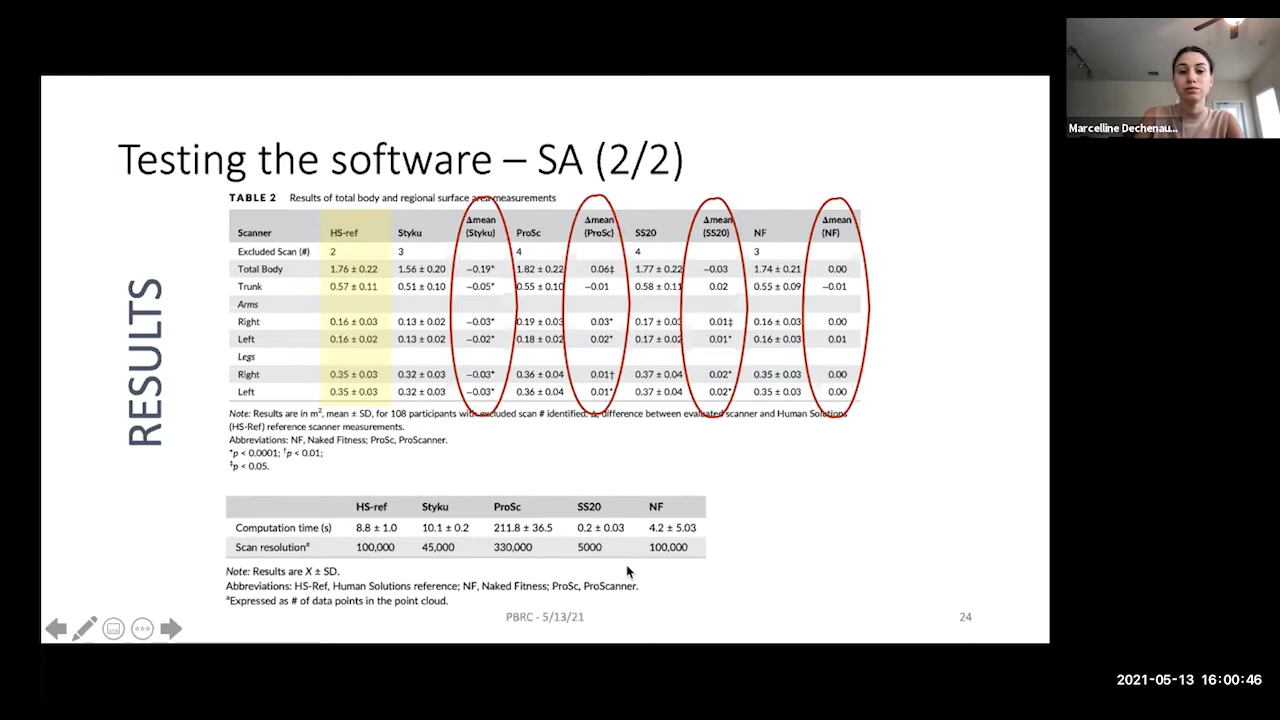 Marcelline Dechenau...
Testing the software – SA (2/2)
RESULTS
TABLE 2 Results of total body and regional surface area measurements
Scanner HS-ref Styku Δmean (Styku) ProSc Δmean (ProSc) SS20 Δmean (SS20) NF Δmean (NF)
Excluded Scan (#) 2 3 4 4 3
Total Body 1.76 ± 0.22 1.56 ± 0.20 −0.19* 1.82 ± 0.22 0.06‡ 1.77 ± 0.22 −0.03 1.74 ± 0.21 0.00
Trunk 0.57 ± 0.11 0.51 ± 0.10 −0.05* 0.55 ± 0.10 −0.01 0.58 ± 0.11 0.02 0.55 ± 0.09 −0.01
Arms
Right 0.16 ± 0.03 0.13 ± 0.02 −0.03* 0.19 ± 0.03 0.03* 0.17 ± 0.03 0.01‡ 0.16 ± 0.03 0.00
Left 0.16 ± 0.02 0.13 ± 0.02 −0.02* 0.18 ± 0.02 0.02* 0.17 ± 0.02 0.01* 0.16 ± 0.03 0.01
Legs
Right 0.35 ± 0.03 0.32 ± 0.03 −0.03* 0.36 ± 0.04 0.01† 0.37 ± 0.04 0.02* 0.35 ± 0.03 0.00
Left 0.35 ± 0.03 0.32 ± 0.03 −0.03* 0.36 ± 0.04 0.01* 0.37 ± 0.04 0.02* 0.35 ± 0.03 0.00
Note: Results are in m², mean ± SD, for 108 participants with excluded scan # identified. Δ, difference between evaluated scanner and Human Solutions
(HS-Ref) reference scanner measurements.
Abbreviations: NF, Naked Fitness; ProSc, ProScanner.
*p < 0.0001; †p < 0.01;
‡p < 0.05.
HS-ref Styku ProSc SS20 NF
Computation time (s) 8.8 ± 1.0 10.1 ± 0.2 211.8 ± 36.5 0.2 ± 0.03 4.2 ± 5.03
Scan resolutionᵃ 100,000 45,000 330,000 5000 100,000
Note: Results are X ± SD.
Abbreviations: HS-Ref, Human Solutions reference; NF, Naked Fitness; ProSc, ProScanner.
ᵃExpressed as # of data points in the point cloud.
PBRC - 5/13/21
24
2021-05-13 16:00:46